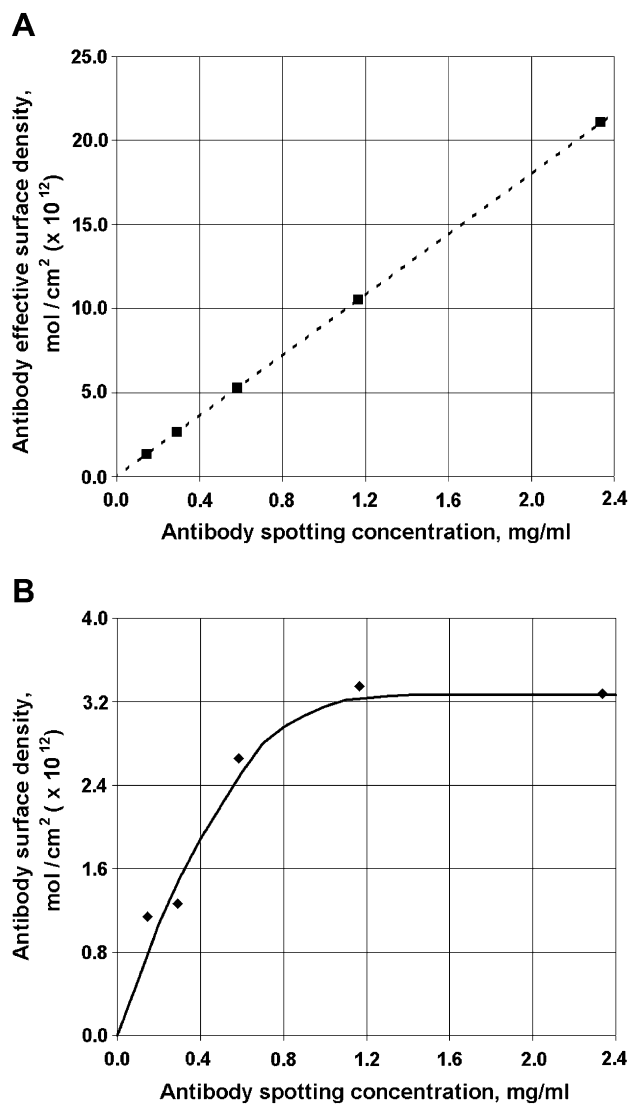 A
Antibody effective surface density,
mol /cm² (x 10¹²)
25.0
20.0
15.0
10.0
5.0
0.0
0.0 0.4 0.8 1.2 1.6 2.0 2.4
Antibody spotting concentration, mg/ml
B
Antibody surface density,
mol /cm² ( x 10¹²)
4.0
3.2
2.4
1.6
0.8
0.0
0.0 0.4 0.8 1.2 1.6 2.0 2.4
Antibody spotting concentration, mg/ml